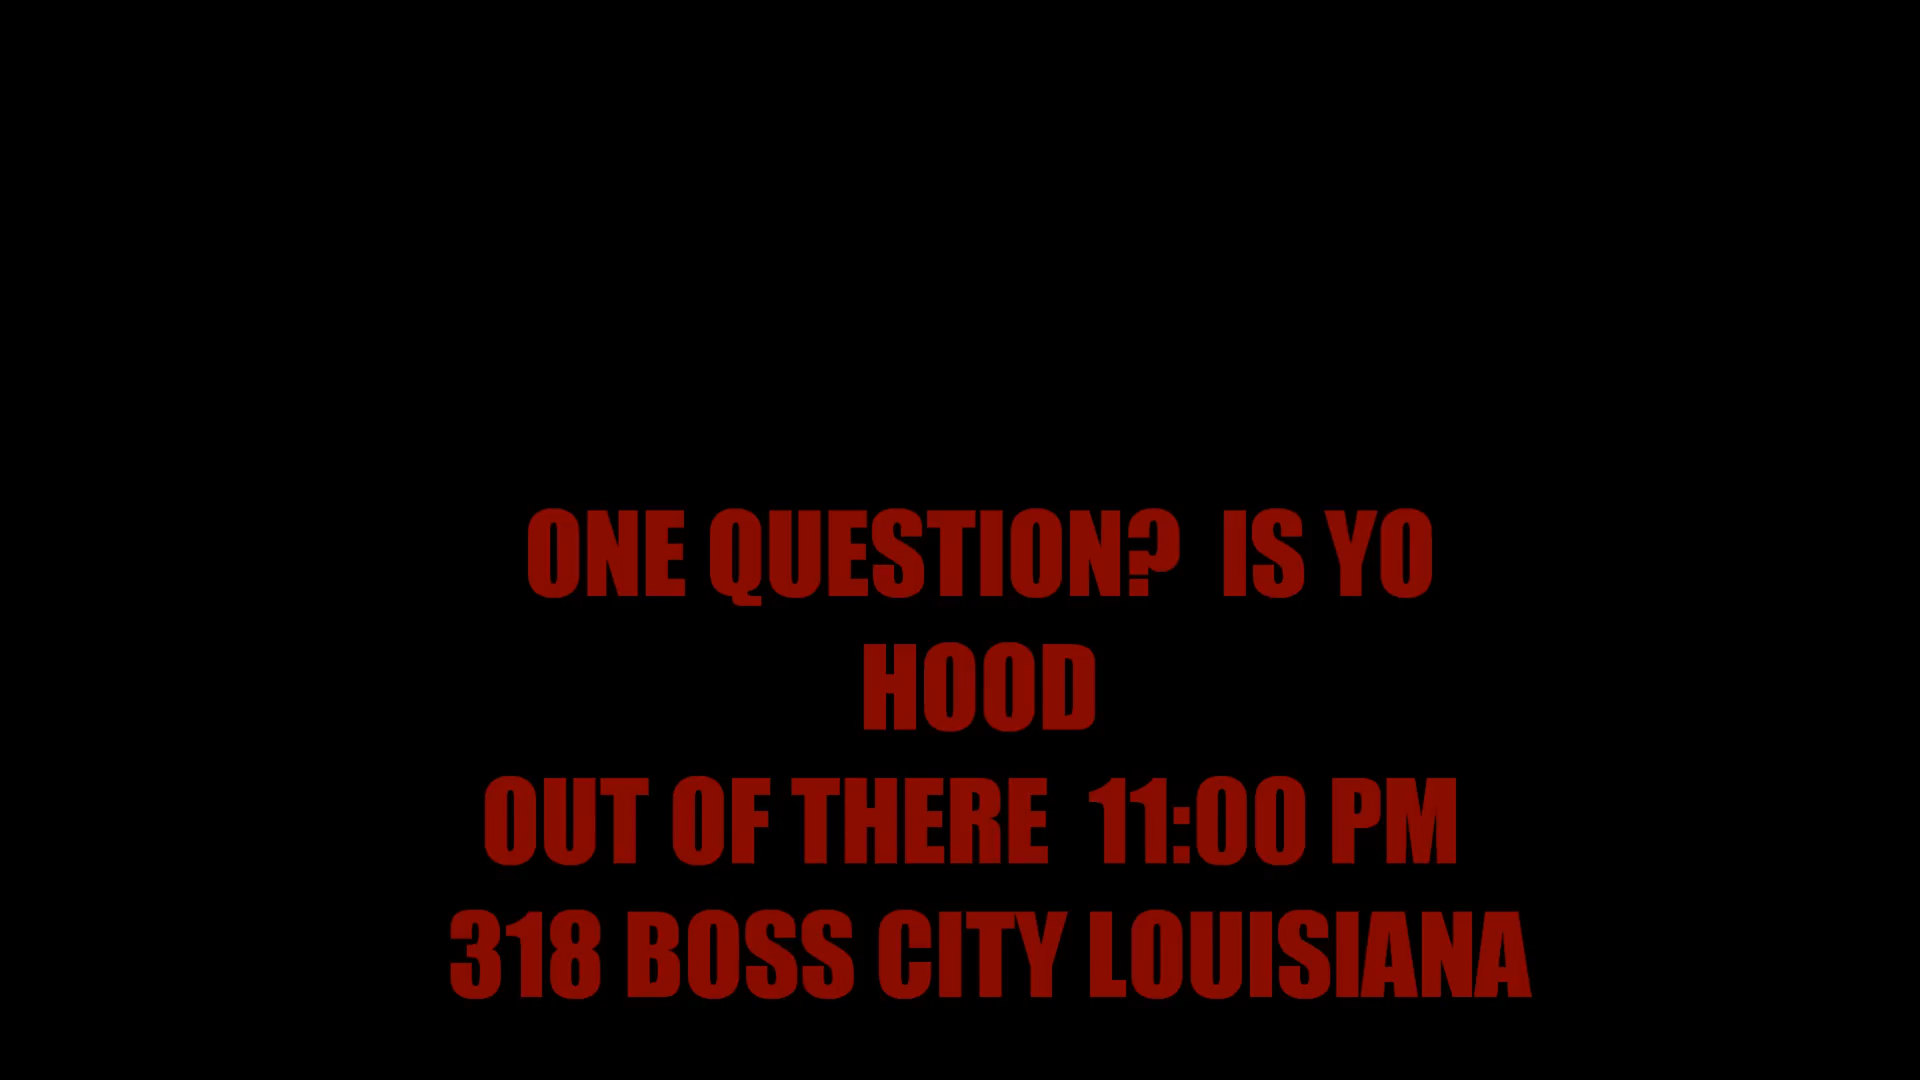 ONE QUESTION?  IS YO
HOOD
OUT OF THERE  11:00 PM
318 BOSS CITY LOUISIANA